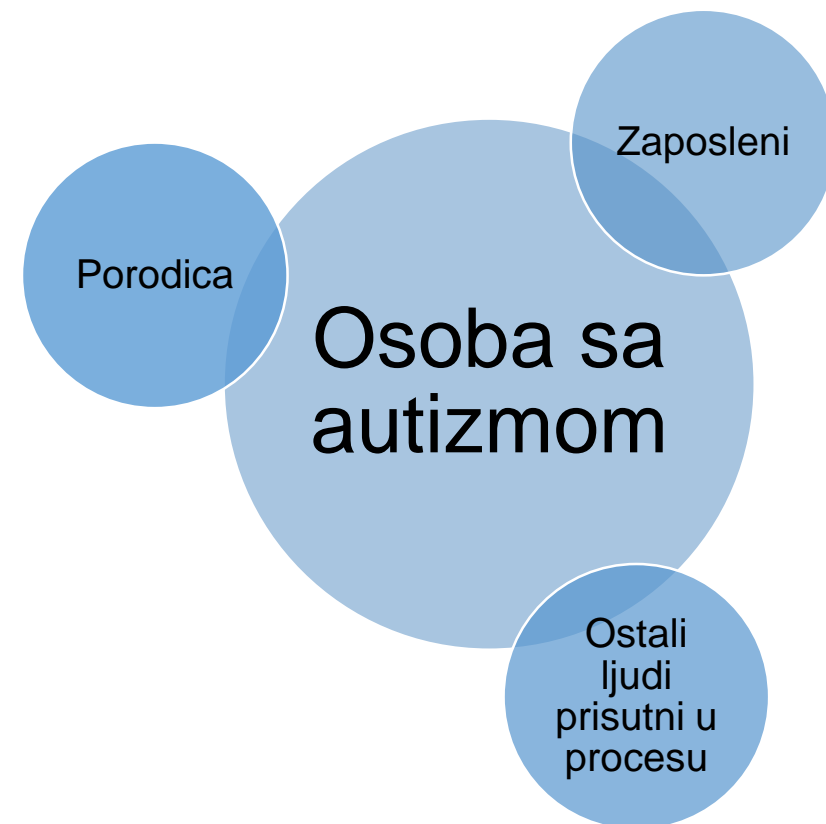 Zaposleni
Porodica
Osoba sa
autizmom
Ostali
ljudi
prisutni u
procesu